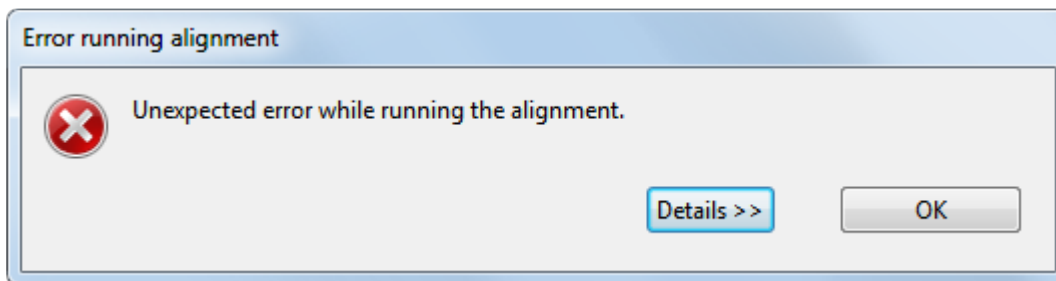 Error running alignment
Unexpected error while running the alignment.
Details >>
OK